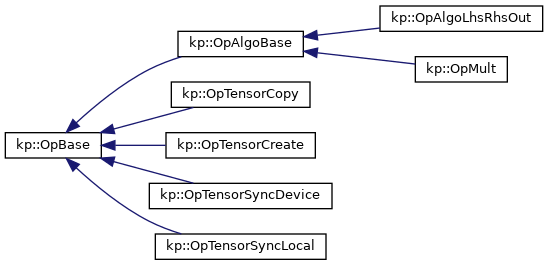 kp::OpBase
kp::OpAlgoBase
kp::OpAlgoLhsRhsOut
kp::OpMult
kp::OpTensorCopy
kp::OpTensorCreate
kp::OpTensorSyncDevice
kp::OpTensorSyncLocal